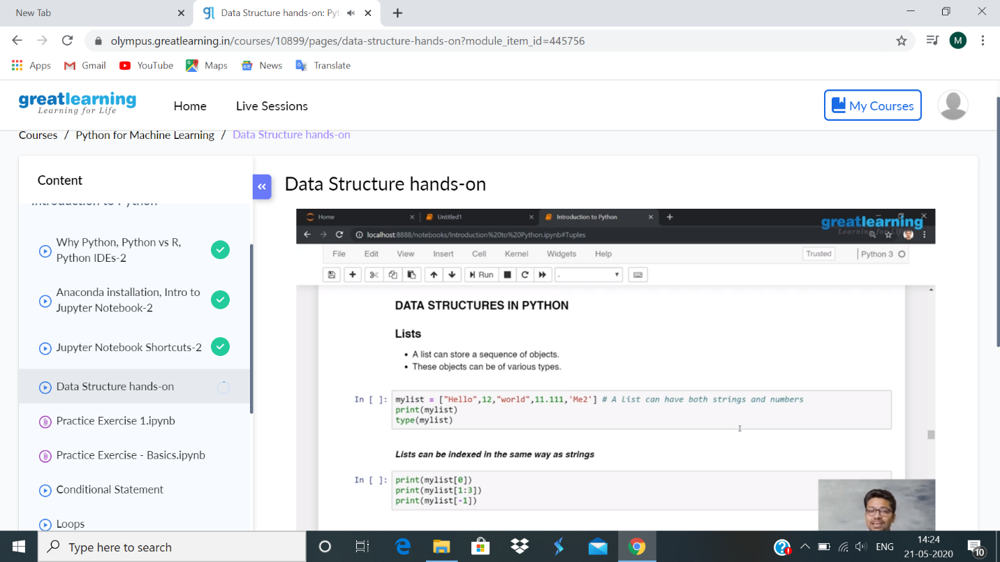 New Tab
Data Structure hands-on: Pyt
olympus.greatlearning.in/courses/10899/pages/data-structure-hands-on?module_item_id=445756
M
Apps
Gmail
YouTube
Maps
News
Translate
greatlearning
Learning for Life
Home
Live Sessions
My Courses
Courses / Python for Machine Learning / Data Structure hands-on
Content
Introduction to Python
Why Python, Python vs R,
Python IDEs-2
Anaconda installation, Intro to
Jupyter Notebook-2
Jupyter Notebook Shortcuts-2
Data Structure hands-on
Practice Exercise 1.ipynb
Practice Exercise - Basics.ipynb
Conditional Statement
Loops
Data Structure hands-on
Home
Untitled1
Introduction to Python
greatlearning
Learning for Life
localhost:8888/notebooks/Introduction%20to%20Python.ipynb#Tuples
File Edit View Insert Cell Kernel Widgets Help
Trusted
Python 3
Run
-
DATA STRUCTURES IN PYTHON
Lists
• A list can store a sequence of objects.
• These objects can be of various types.
In [ ]: mylist = ["Hello",12,"world",11.111,'Me2'] # A list can have both strings and numbers
print(mylist)
type(mylist)
Lists can be indexed in the same way as strings
In [ ]: print(mylist[0])
print(mylist[1:3])
print(mylist[-1])
Type here to search
ENG
14:24
21-05-2020
10